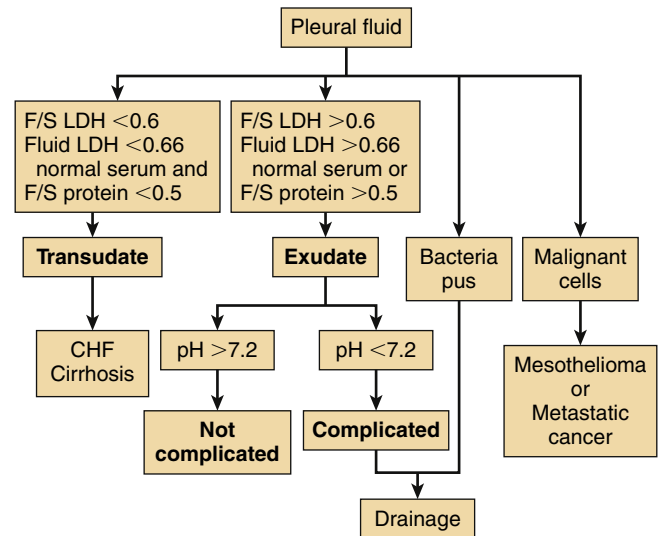 Pleural fluid
F/S LDH <0.6
Fluid LDH <0.66
normal serum and
F/S protein <0.5
F/S LDH >0.6
Fluid LDH >0.66
normal serum or
F/S protein >0.5
Transudate
Exudate
Bacteria
pus
Malignant
cells
CHF
Cirrhosis
pH >7.2
pH <7.2
Mesothelioma
or
Metastatic
cancer
Not
complicated
Complicated
Drainage